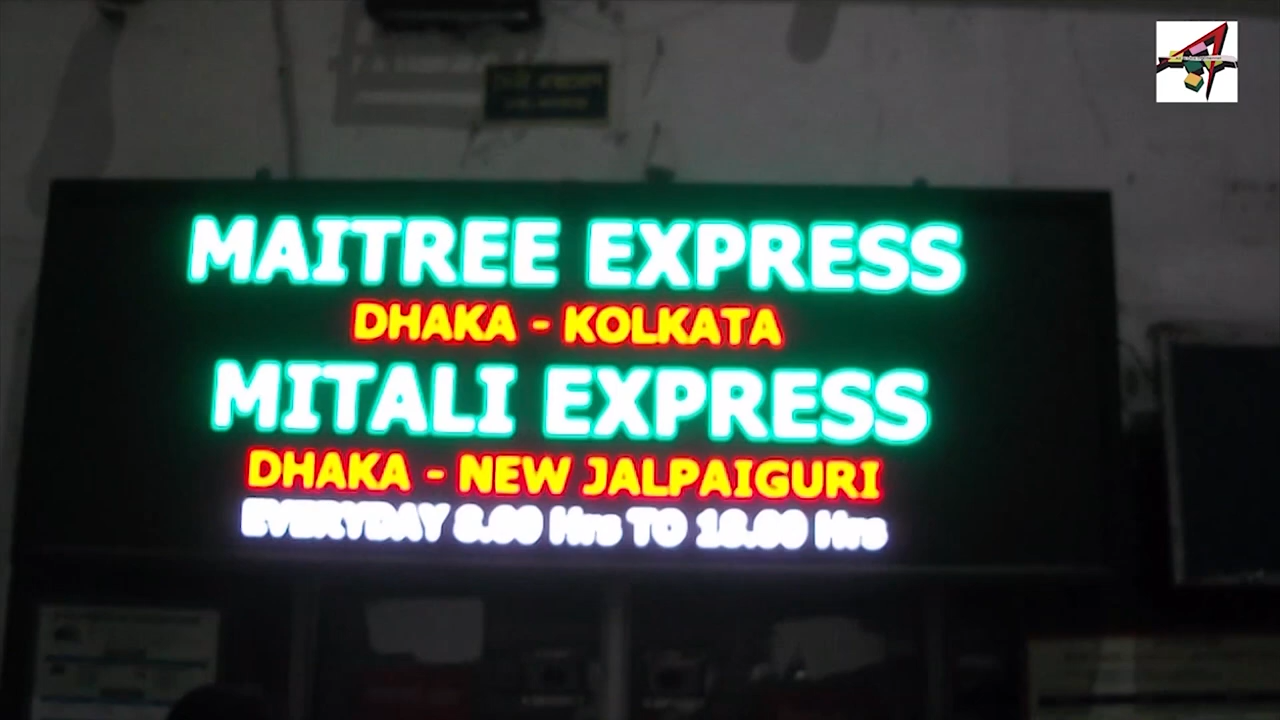 MAITREE EXPRESS
DHAKA - KOLKATA
MITALI EXPRESS
DHAKA - NEW JALPAIGURI
EVERYDAY 8.00 Hrs TO 18.00 Hrs